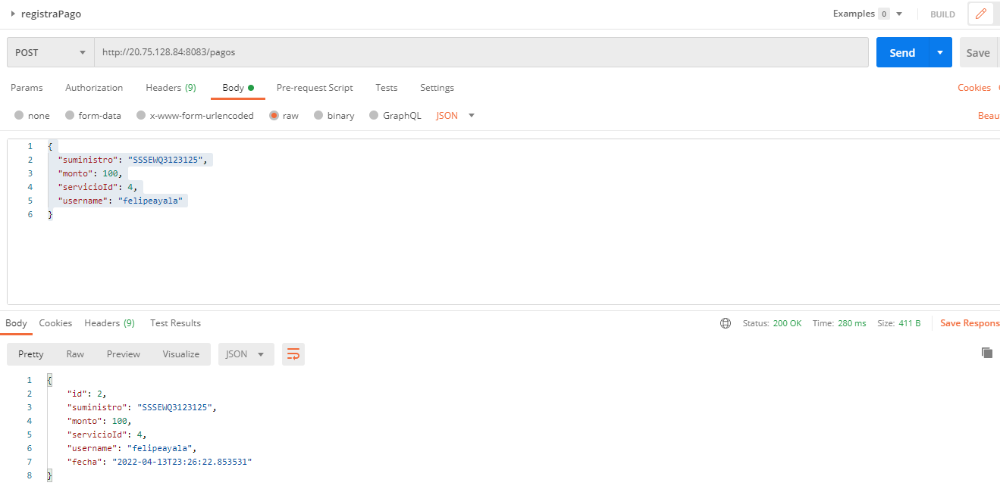 registraPago Examples 0 BUILD
POST http://20.75.128.84:8083/pagos Send Save
Params Authorization Headers (9) Body Pre-request Script Tests Settings Cookies
none form-data x-www-form-urlencoded raw binary GraphQL JSON Beau
1 {
2 "suministro": "SSSEWQ3123125",
3 "monto": 100,
4 "servicioId": 4,
5 "username": "felipeayala"
6 }
Body Cookies Headers (9) Test Results Status: 200 OK Time: 280 ms Size: 411 B Save Respons
Pretty Raw Preview Visualize JSON
1 {
2 "id": 2,
3 "suministro": "SSSEWQ3123125",
4 "monto": 100,
5 "servicioId": 4,
6 "username": "felipeayala",
7 "fecha": "2022-04-13T23:26:22.853531"
8 }